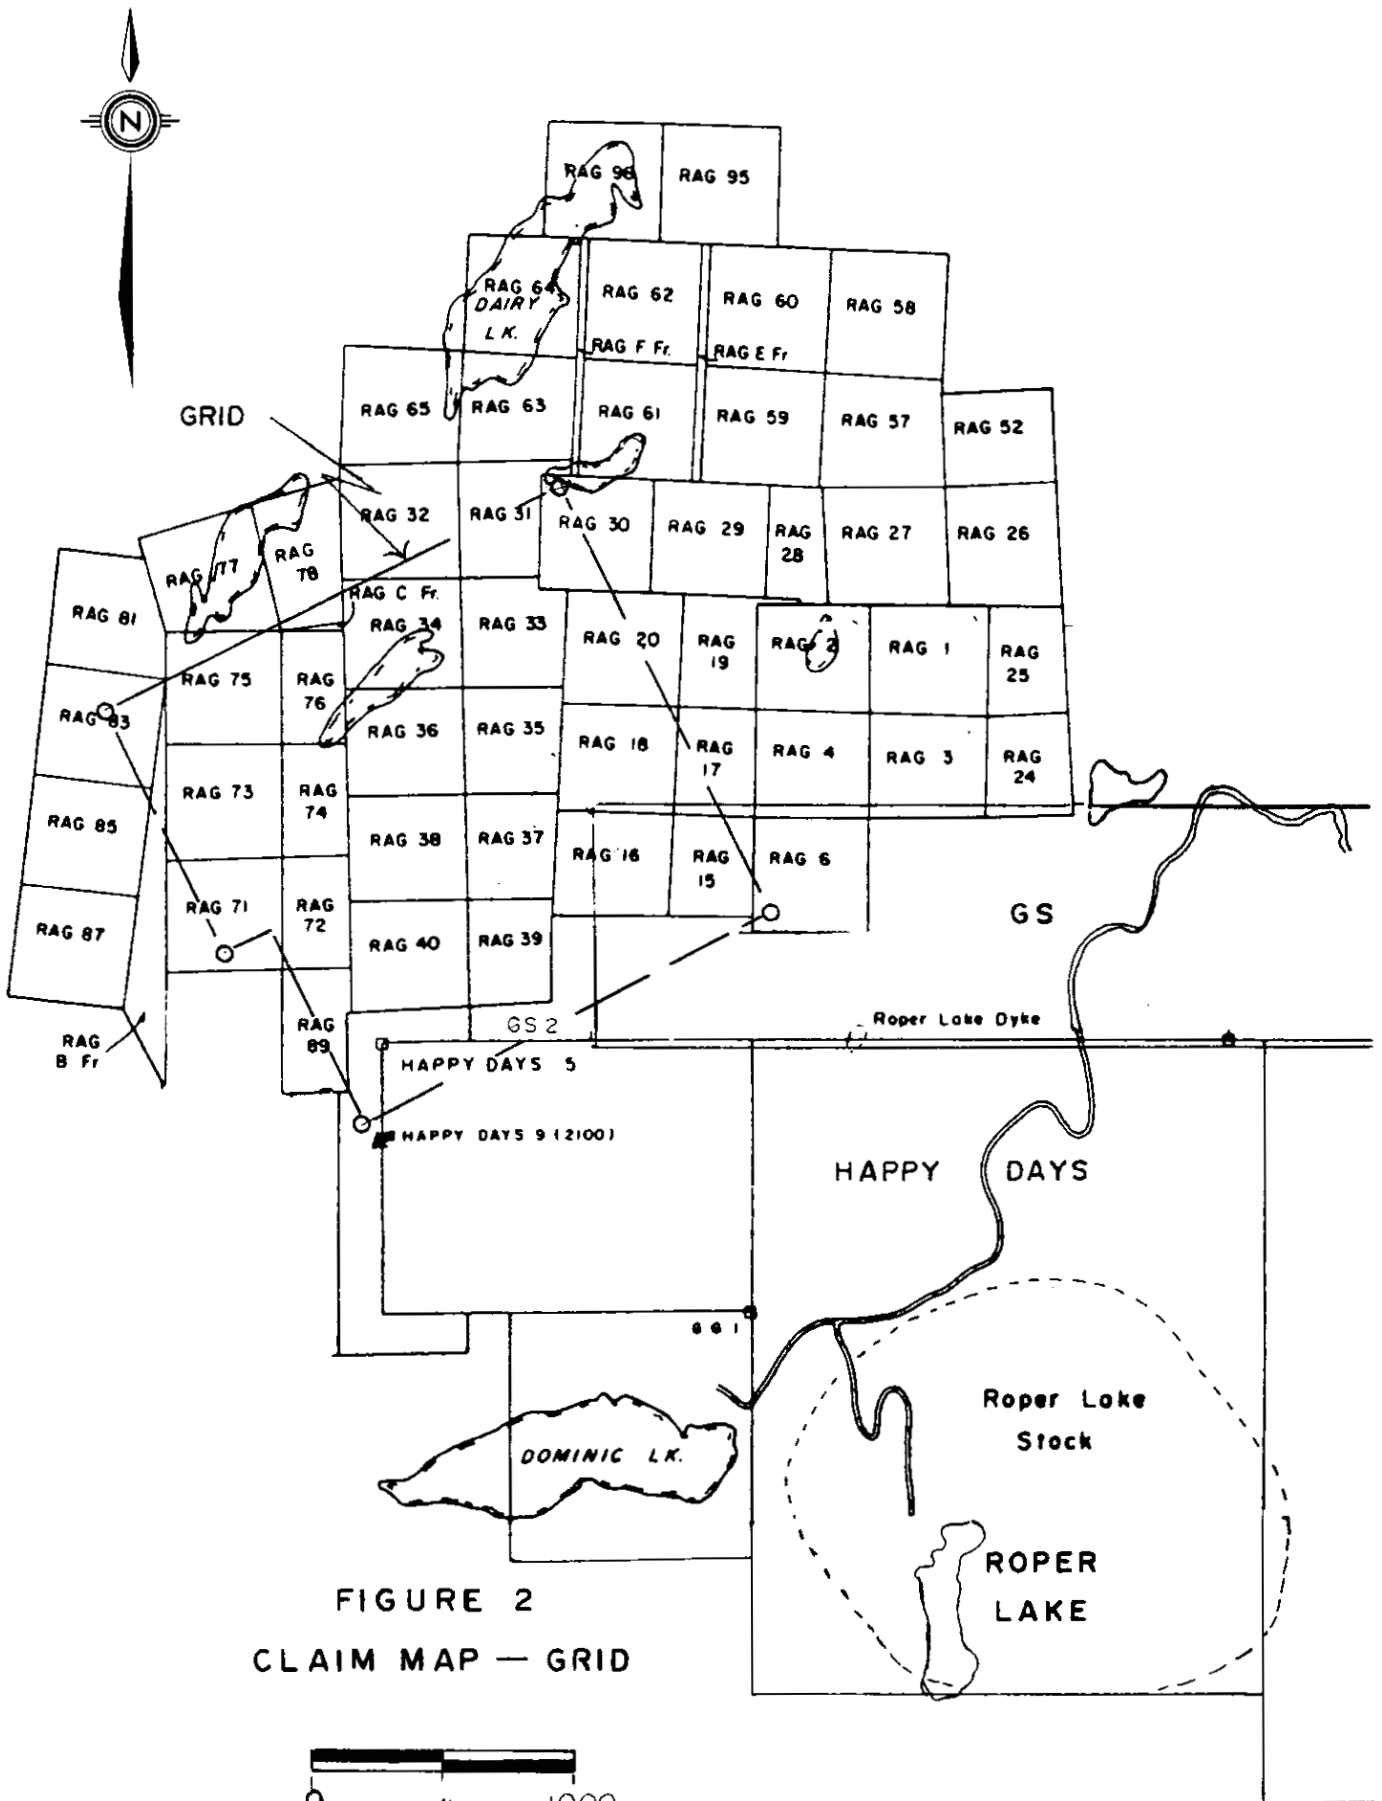 N
RAG 96
RAG 95
RAG 64
DAIRY
LK.
RAG 62
RAG 60
RAG 58
RAG F Fr.
RAG E Fr
GRID
RAG 65
RAG 63
RAG 61
RAG 59
RAG 57
RAG 52
RAG 32
RAG 31
RAG 30
RAG 29
RAG
28
RAG 27
RAG 26
RAG 77
RAG
78
RAG C Fr.
RAG 81
RAG 34
RAG 33
RAG 20
RAG
19
RAG 2
RAG 1
RAG
25
RAG 75
RAG
76
RAG 83
RAG 36
RAG 35
RAG 18
RAG
17
RAG 4
RAG 3
RAG
24
RAG 73
RAG
74
RAG 85
RAG 38
RAG 37
RAG 16
RAG
15
RAG 6
RAG 71
RAG
72
RAG 87
RAG 40
RAG 39
GS
RAG
B Fr
RAG
89
GS 2
Roper Lake Dyke
HAPPY DAYS 5
HAPPY DAYS 9 (2100)
HAPPY DAYS
Roper Lake
Stock
DOMINIC LK.
ROPER
LAKE
FIGURE 2
CLAIM MAP — GRID
0
1000